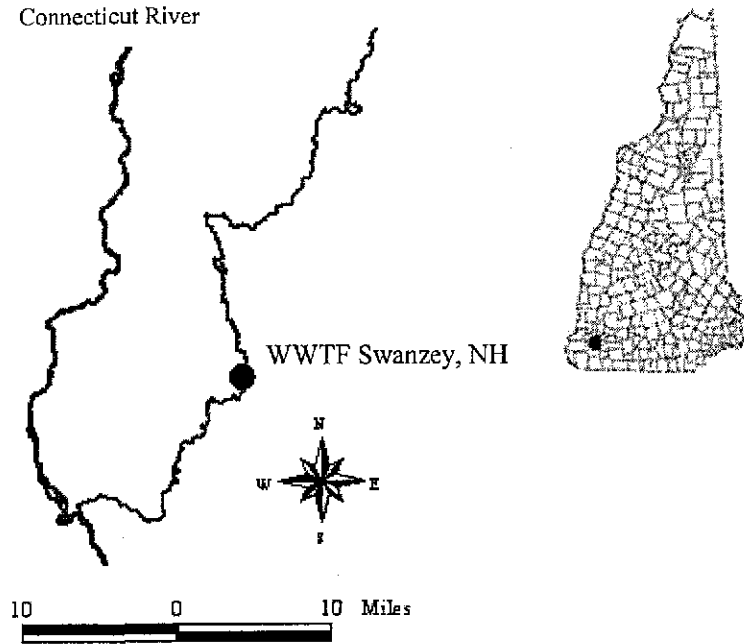 Connecticut River
WWTF Swanzey, NH
N
W E
S
10 0 10 Miles